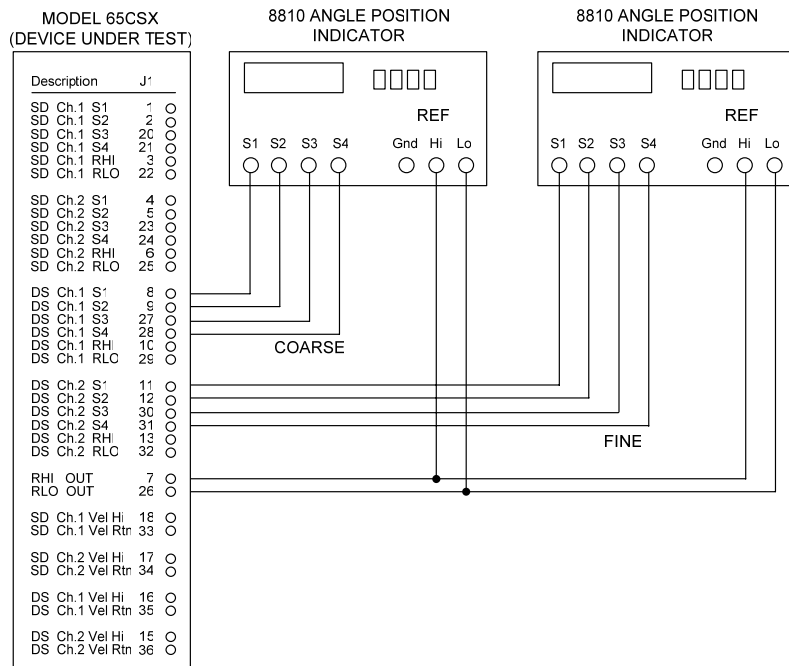 MODEL 65CSX
(DEVICE UNDER TEST)
Description J1
SD Ch.1 S1 1
SD Ch.1 S2 2
SD Ch.1 S3 20
SD Ch.1 S4 21
SD Ch.1 RHI 3
SD Ch.1 RLO 22
SD Ch.2 S1 4
SD Ch.2 S2 5
SD Ch.2 S3 23
SD Ch.2 S4 24
SD Ch.2 RHI 6
SD Ch.2 RLO 25
DS Ch.1 S1 8
DS Ch.1 S2 9
DS Ch.1 S3 27
DS Ch.1 S4 28
DS Ch.1 RHI 10
DS Ch.1 RLO 29
DS Ch.2 S1 11
DS Ch.2 S2 12
DS Ch.2 S3 30
DS Ch.2 S4 31
DS Ch.2 RHI 13
DS Ch.2 RLO 32
RHI OUT 7
RLO OUT 26
SD Ch.1 Vel Hi 18
SD Ch.1 Vel Rtn 33
SD Ch.2 Vel Hi 17
SD Ch.2 Vel Rtn 34
DS Ch.1 Vel Hi 16
DS Ch.1 Vel Rtn 35
DS Ch.2 Vel Hi 15
DS Ch.2 Vel Rtn 36
8810 ANGLE POSITION
INDICATOR
REF
S1 S2 S3 S4 Gnd Hi Lo
COARSE
8810 ANGLE POSITION
INDICATOR
REF
S1 S2 S3 S4 Gnd Hi Lo
FINE